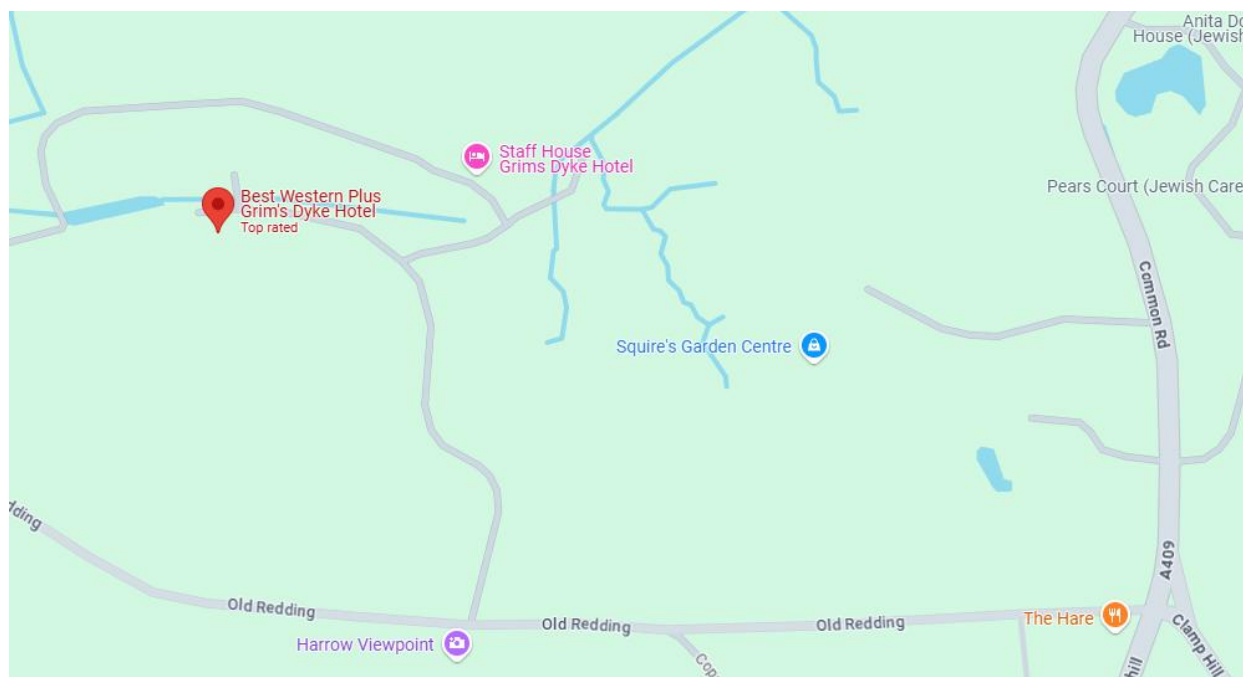 Anita Do
House (Jewish
Staff House
Grims Dyke Hotel
Pears Court (Jewish Care
Best Western Plus
Grim's Dyke Hotel
Top rated
Common Rd
Squire's Garden Centre
dding
A409
Old Redding
Old Redding
Old Redding
The Hare
Clamp Hill
Harrow Viewpoint
Cop
hill